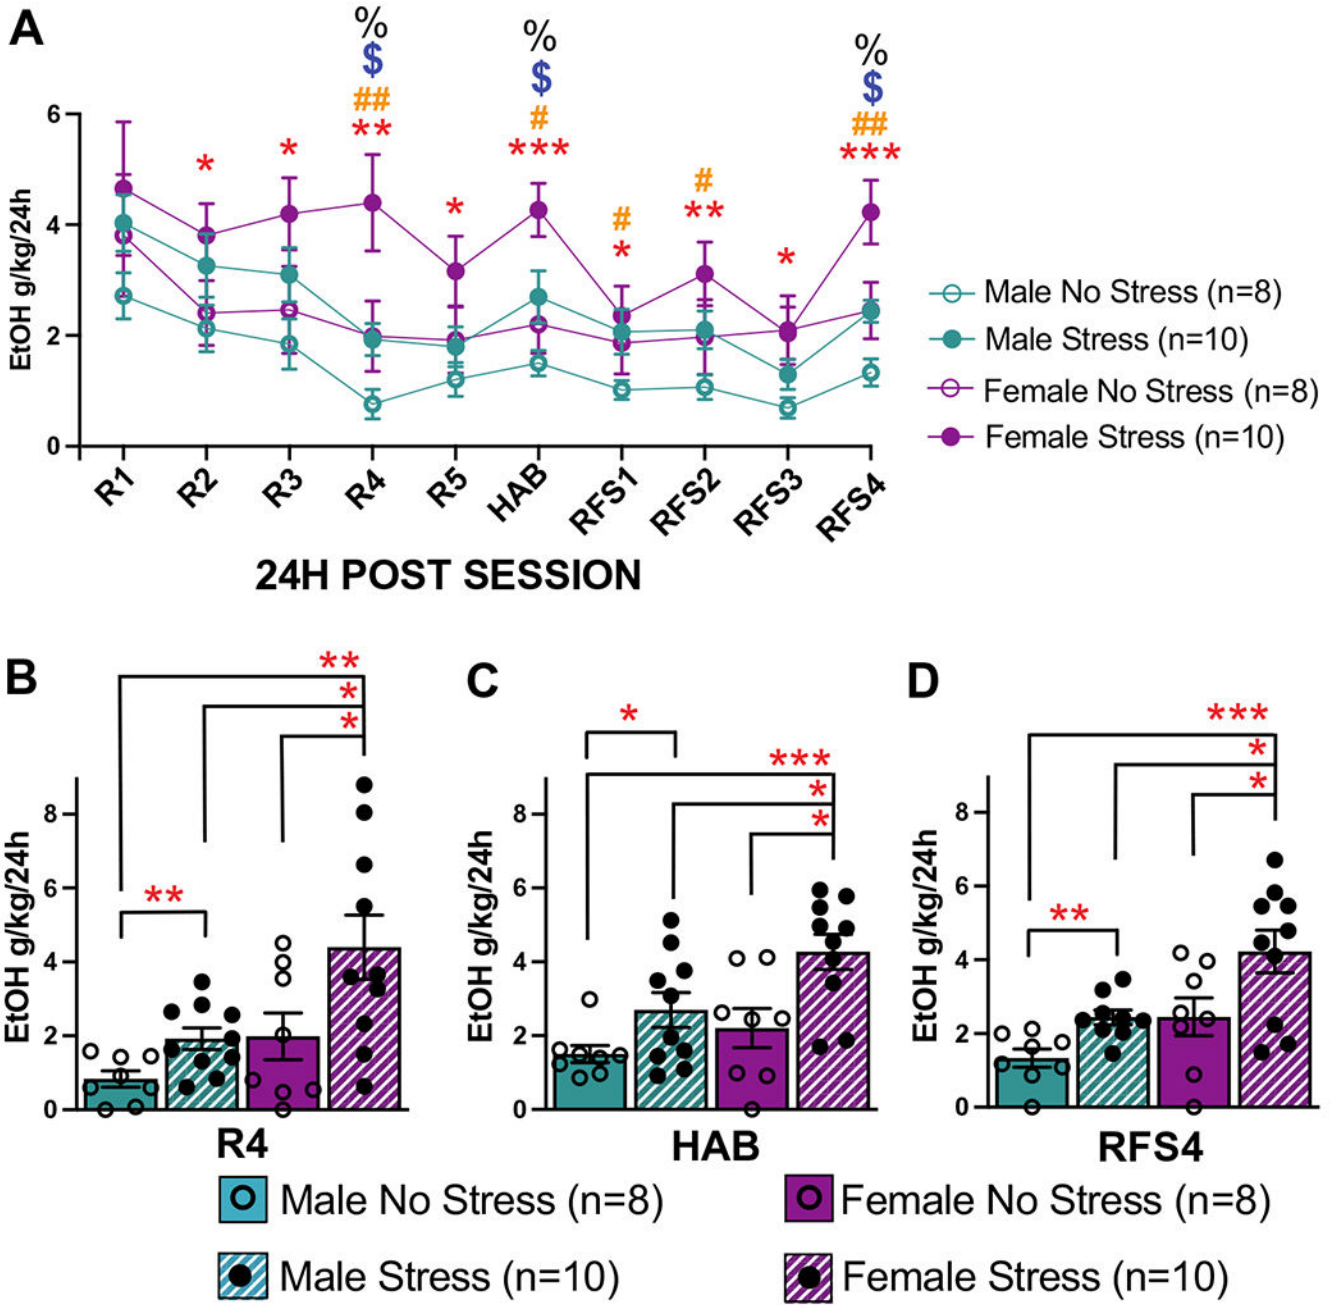 A
%
$
##
**
%
$
#
***
%
$
##
***
*
*
*
#
*
#
**
*
EtOH g/kg/24h
6
4
2
0
R1 R2 R3 R4 R5 HAB RFS1 RFS2 RFS3 RFS4
24H POST SESSION
Male No Stress (n=8)
Male Stress (n=10)
Female No Stress (n=8)
Female Stress (n=10)
B
**
*
*
**
EtOH g/kg/24h
8
6
4
2
0
R4
C
*
***
*
*
EtOH g/kg/24h
8
6
4
2
0
HAB
D
***
*
*
**
EtOH g/kg/24h
8
6
4
2
0
RFS4
Male No Stress (n=8)
Female No Stress (n=8)
Male Stress (n=10)
Female Stress (n=10)